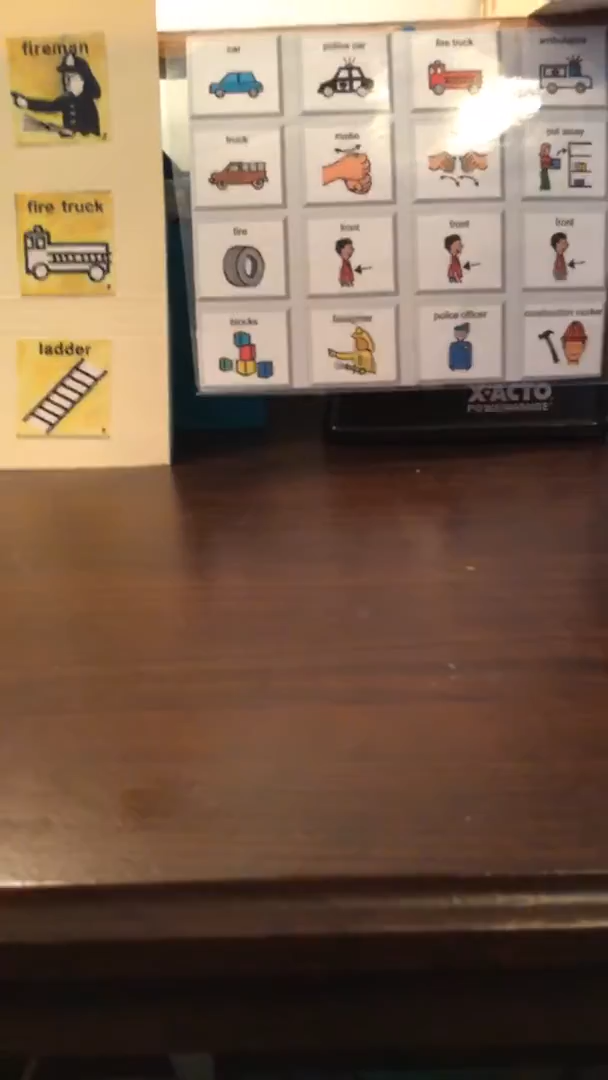 fireman
fire truck
ladder
car
police car
fire truck
ambulance
truck
put away
tire
front
front
front
blocks
police officer
construction worker
X-ACTO